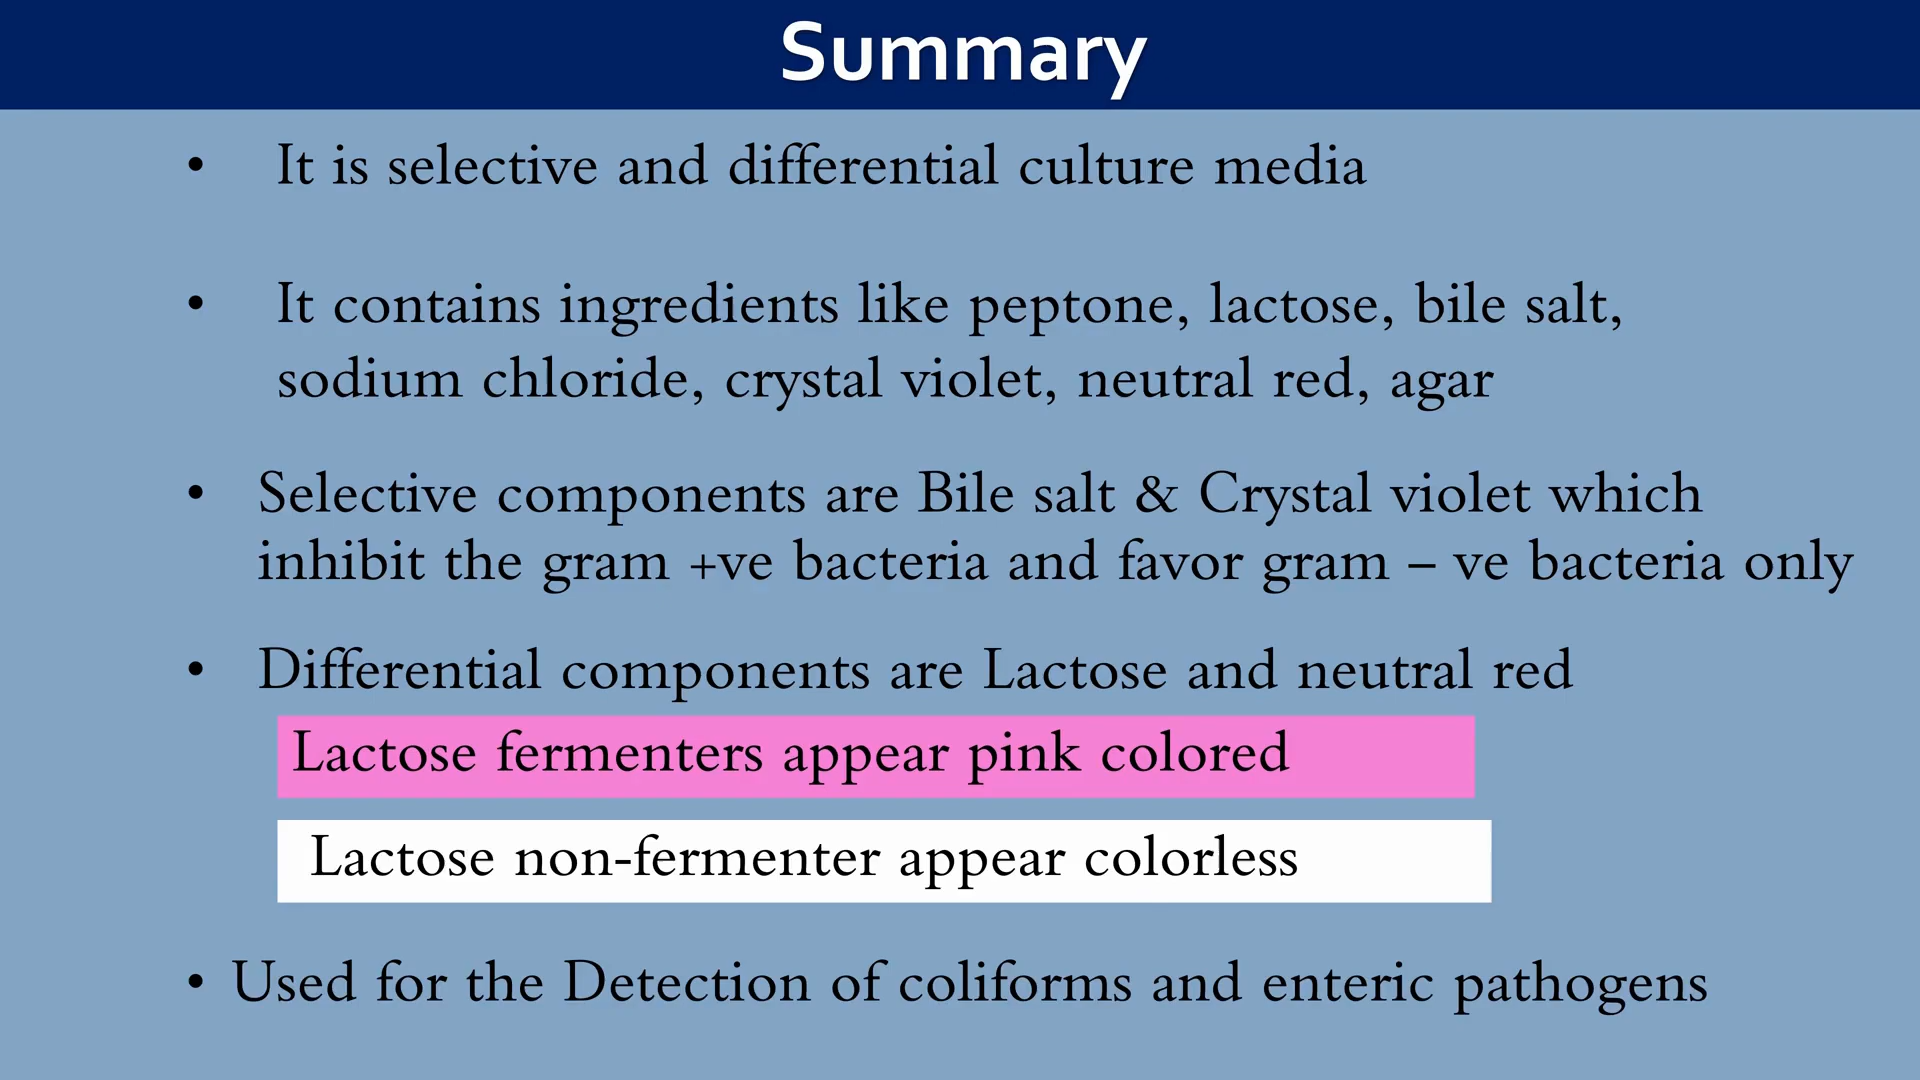 Summary
• It is selective and differential culture media
• It contains ingredients like peptone, lactose, bile salt,
sodium chloride, crystal violet, neutral red, agar
• Selective components are Bile salt & Crystal violet which
inhibit the gram +ve bacteria and favor gram – ve bacteria only
• Differential components are Lactose and neutral red
Lactose fermenters appear pink colored
Lactose non-fermenter appear colorless
• Used for the Detection of coliforms and enteric pathogens